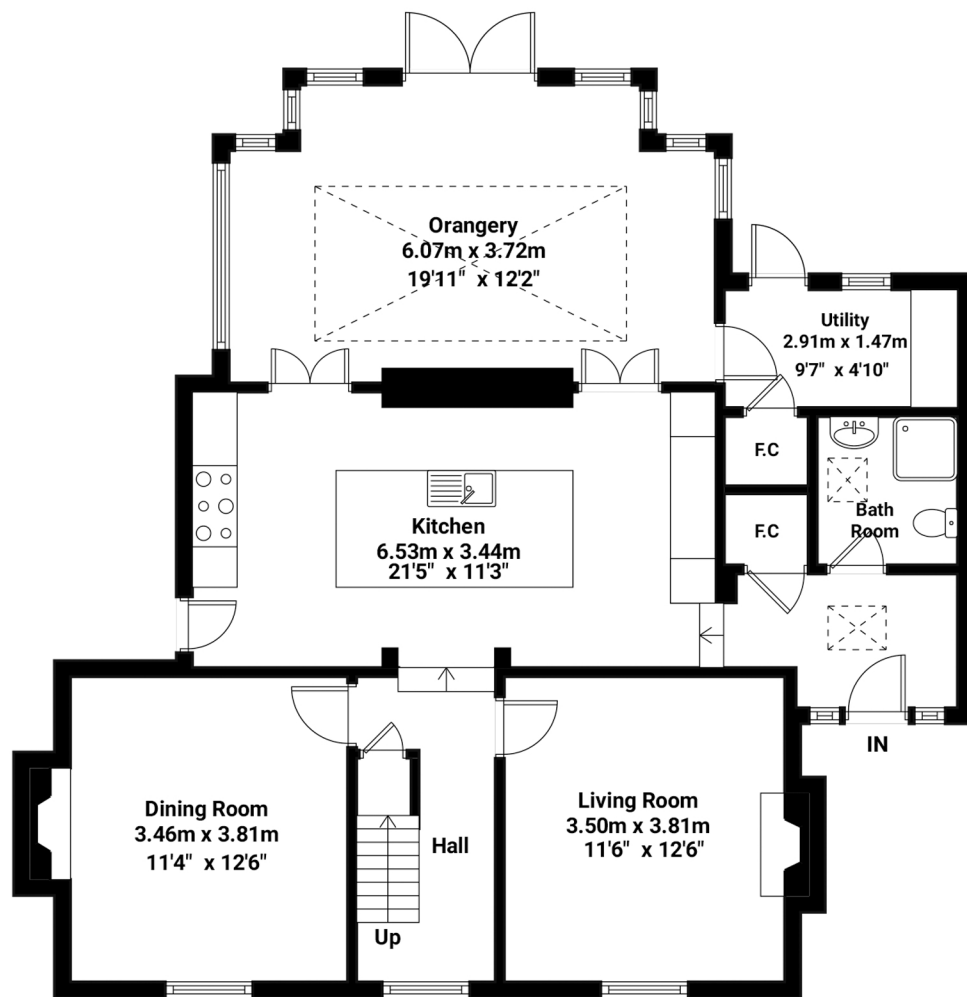 Orangery
6.07m x 3.72m
19'11" x 12'2"
Utility
2.91m x 1.47m
9'7" x 4'10"
F.C
Bath
Room
F.C
Kitchen
6.53m x 3.44m
21'5" x 11'3"
IN
Dining Room
3.46m x 3.81m
11'4" x 12'6"
Hall
Up
Living Room
3.50m x 3.81m
11'6" x 12'6"